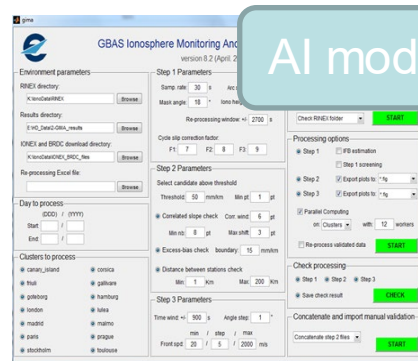 gima
AI mod
GBAS Ionosphere Monitoring And
version 8.2 (April. 2
Environment parameters
RINEX directory:
K:\IonoData\RINEX
Browse
Results directory:
E:\I0_Data\2-GIMA_results
Browse
IONEX and BRDC download directory:
K:\IonoData\IONEX_BRDC_files
Browse
Re-processing Excel file:
Browse
Day to process
(DDD) / (YYYY)
Start: /
End: /
Clusters to process
canary_island
corsica
friuli
gallivare
goteborg
hamburg
london
lulea
madrid
malmo
paris
prague
stockholm
toulouse
Step 1 Parameters
Samp. rate: 30 s
Mask angle: 18 °
Iono heig
Re-processing window: +/- 2700 s
Cycle slip correction factor:
F1: 7 F2: 8 F3: 9
Step 2 Parameters
Select candidate above threshold
Threshold: 50 mm/km Min pt: 1 pt
Correlated slope check Corr. wind: 6 pt
Min nb: 8 pt Max shift: 3 pt
Excess-bias check boundary: 15 mm/km
Distance between stations check
Min: 1 Km Max: 200 Km
Step 3 Parameters
Time wind: +/- 900 s Angle step: 1 °
min / step / max
Front spd: 20 / 5 / 2000 m/s
Check RINEX folder
START
Processing options
Step 1 IFB estimation
Step 1 screening
Step 2 Export plots to: *.fig
Step 3 Export plots to: *.fig
Parallel Computing
on: Clusters with: 12 workers
Re-process validated data START
Check processing
Step 1 Step 2 Step 3
Save check result CHECK
Concatenate and import manual validation
Concatenate step 2 files START